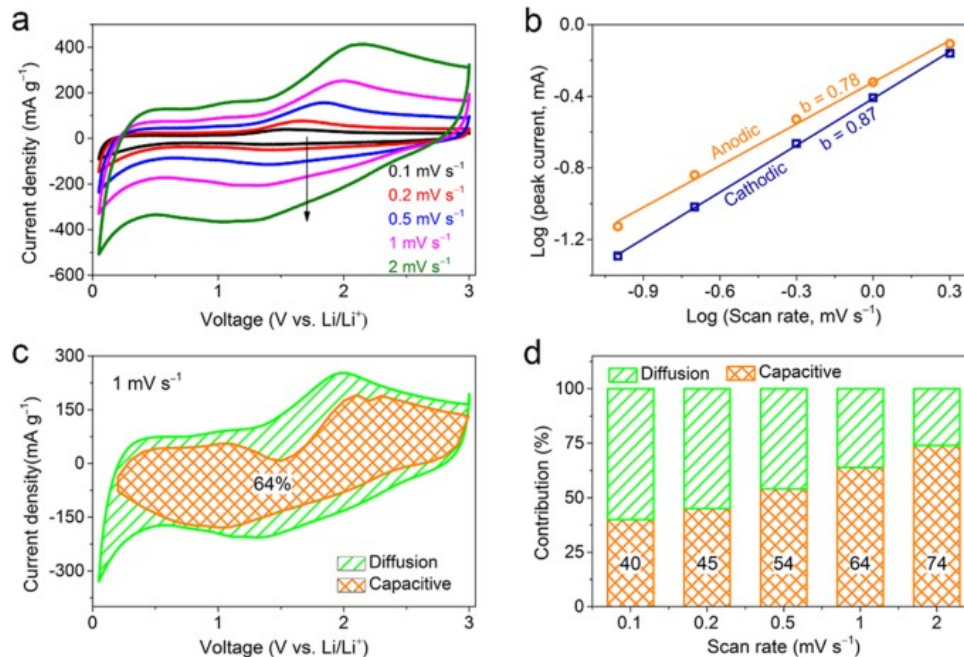 a
Current density (mA g⁻¹)
400
200
0
-200
-400
-600
0.1 mV s⁻¹
0.2 mV s⁻¹
0.5 mV s⁻¹
1 mV s⁻¹
2 mV s⁻¹
0 1 2 3
Voltage (V vs. Li/Li⁺)
b
Log (peak current, mA)
0.0
-0.4
-0.8
-1.2
Anodic b = 0.78
Cathodic b = 0.87
-0.9 -0.6 -0.3 0.0 0.3
Log (Scan rate, mV s⁻¹)
c
Current density(mA g⁻¹)
300
150
0
-150
-300
1 mV s⁻¹
64%
Diffusion
Capacitive
0 1 2 3
Voltage (V vs. Li/Li⁺)
d
Contribution (%)
Diffusion Capacitive
100
75
50
25
0
40 45 54 64 74
0.1 0.2 0.5 1 2
Scan rate (mV s⁻¹)